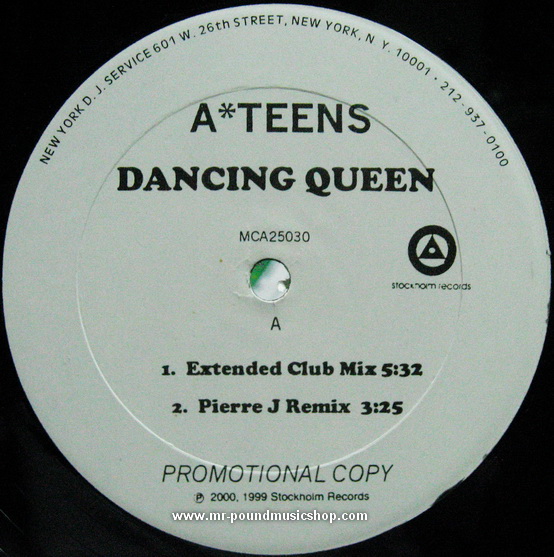 NEW YORK D.J. SERVICE 601 W. 26th STREET, NEW YORK, N Y. 10001 • 212-937-0100
A*TEENS
DANCING QUEEN
MCA25030
stockholm records
A
1. Extended Club Mix 5:32
2. Pierre J Remix 3:25
PROMOTIONAL COPY
℗ 2000, 1999 Stockholm Records
www.mr-poundmusicshop.com